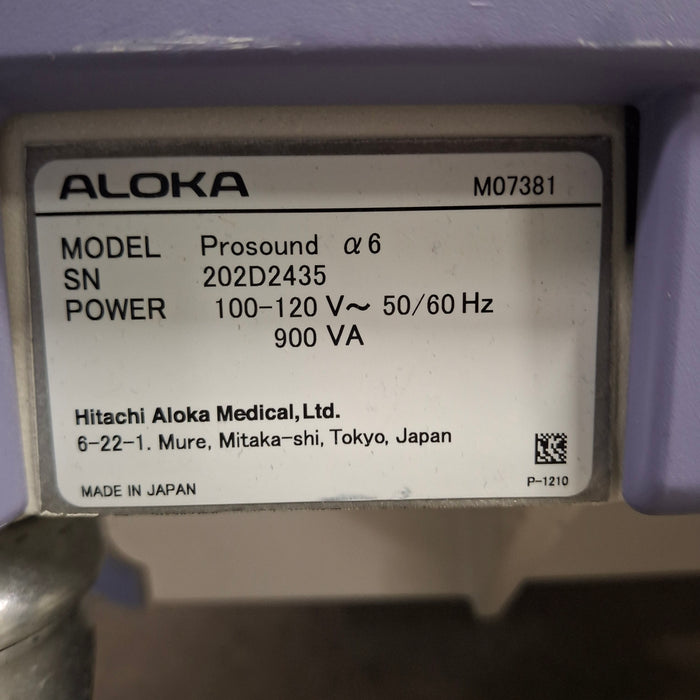 ALOKA M07381
MODEL Prosound α6
SN 202D2435
POWER 100-120 V~ 50/60 Hz
900 VA
Hitachi Aloka Medical,Ltd.
6-22-1. Mure, Mitaka-shi, Tokyo, Japan
MADE IN JAPAN P-1210